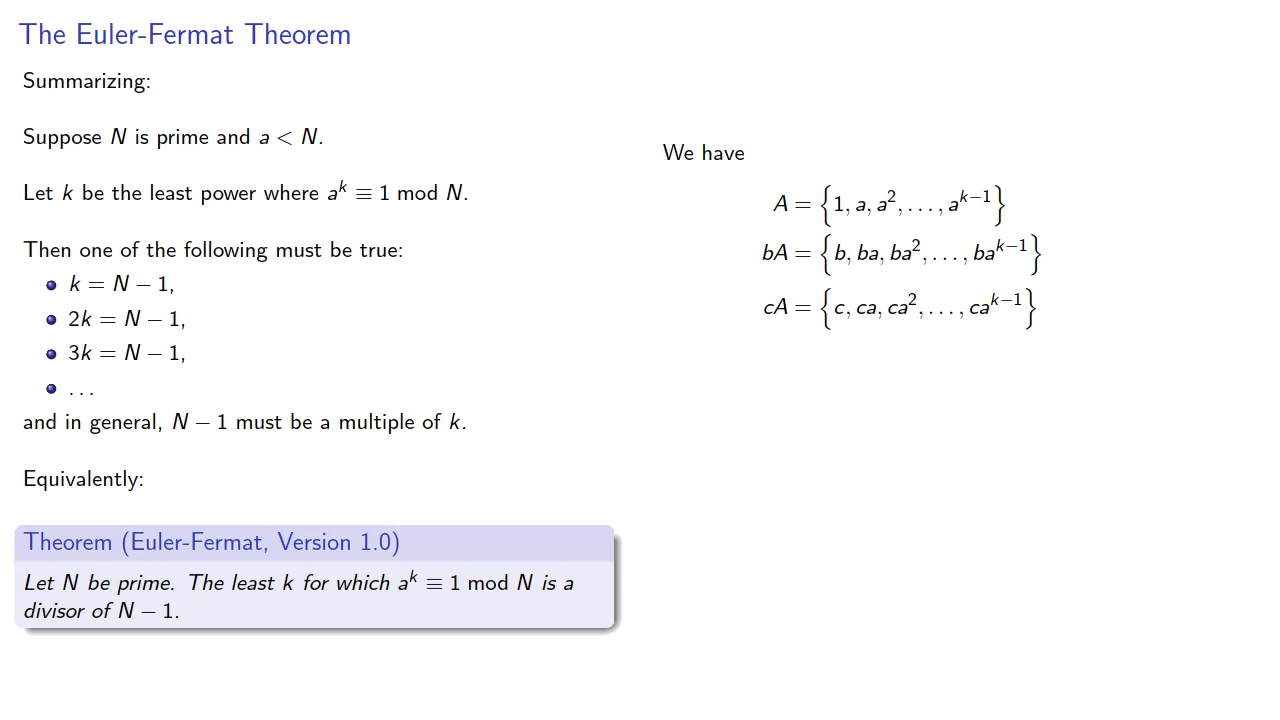 The Euler-Fermat Theorem
Summarizing:
Suppose N is prime and a < N.
Let k be the least power where a^k ≡ 1 mod N.
Then one of the following must be true:
k = N − 1,
2k = N − 1,
3k = N − 1,
...
and in general, N − 1 must be a multiple of k.
Equivalently:
Theorem (Euler-Fermat, Version 1.0)
Let N be prime. The least k for which a^k ≡ 1 mod N is a
divisor of N − 1.
We have
A = {1, a, a^2, ..., a^{k−1}}
bA = {b, ba, ba^2, ..., ba^{k−1}}
cA = {c, ca, ca^2, ..., ca^{k−1}}